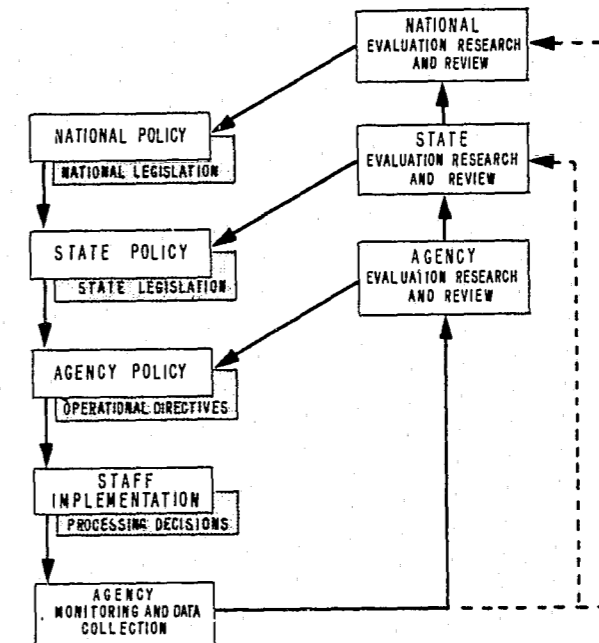 NATIONAL
EVALUATION RESEARCH
AND REVIEW
NATIONAL POLICY
NATIONAL LEGISLATION
STATE
EVALUATION RESEARCH
AND REVIEW
STATE POLICY
STATE LEGISLATION
AGENCY
EVALUATION RESEARCH
AND REVIEW
AGENCY POLICY
OPERATIONAL DIRECTIVES
STAFF
IMPLEMENTATION
PROCESSING DECISIONS
AGENCY
MONITORING AND DATA
COLLECTION